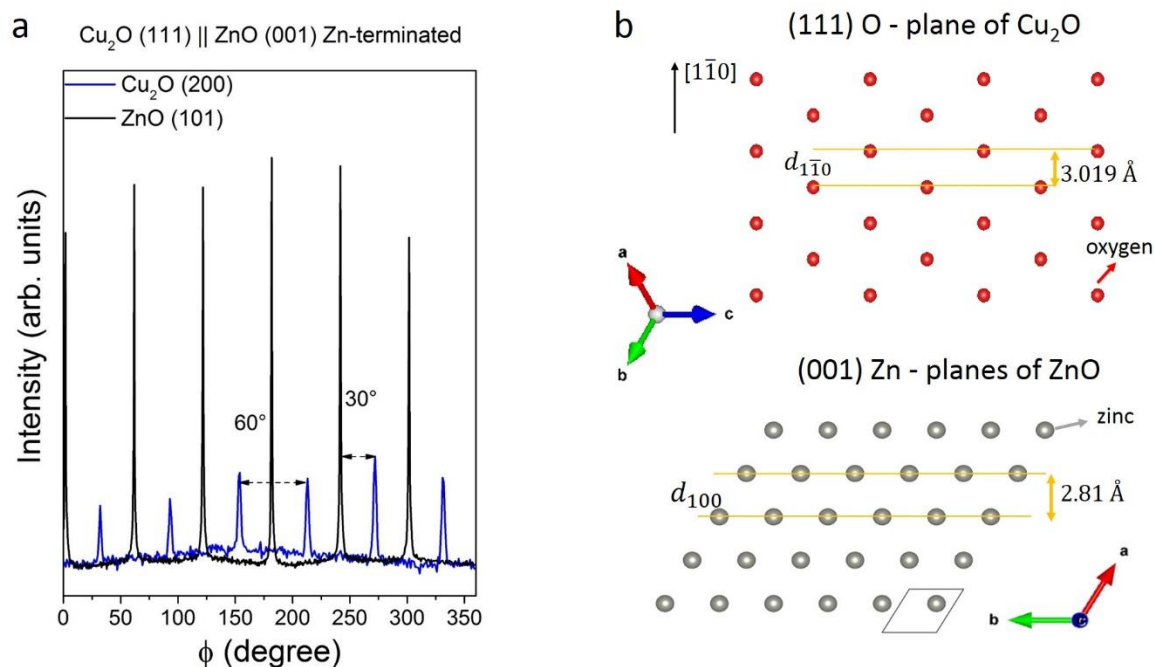 a
Cu₂O (111) || ZnO (001) Zn-terminated
Cu₂O (200)
ZnO (101)
60°
30°
Intensity (arb. units)
0 50 100 150 200 250 300 350
ϕ (degree)
b
(111) O - plane of Cu₂O
[11̅0]
d₁₁̅₀
3.019 Å
oxygen
a
c
b
(001) Zn - planes of ZnO
zinc
d₁₀₀
2.81 Å
a
b
c